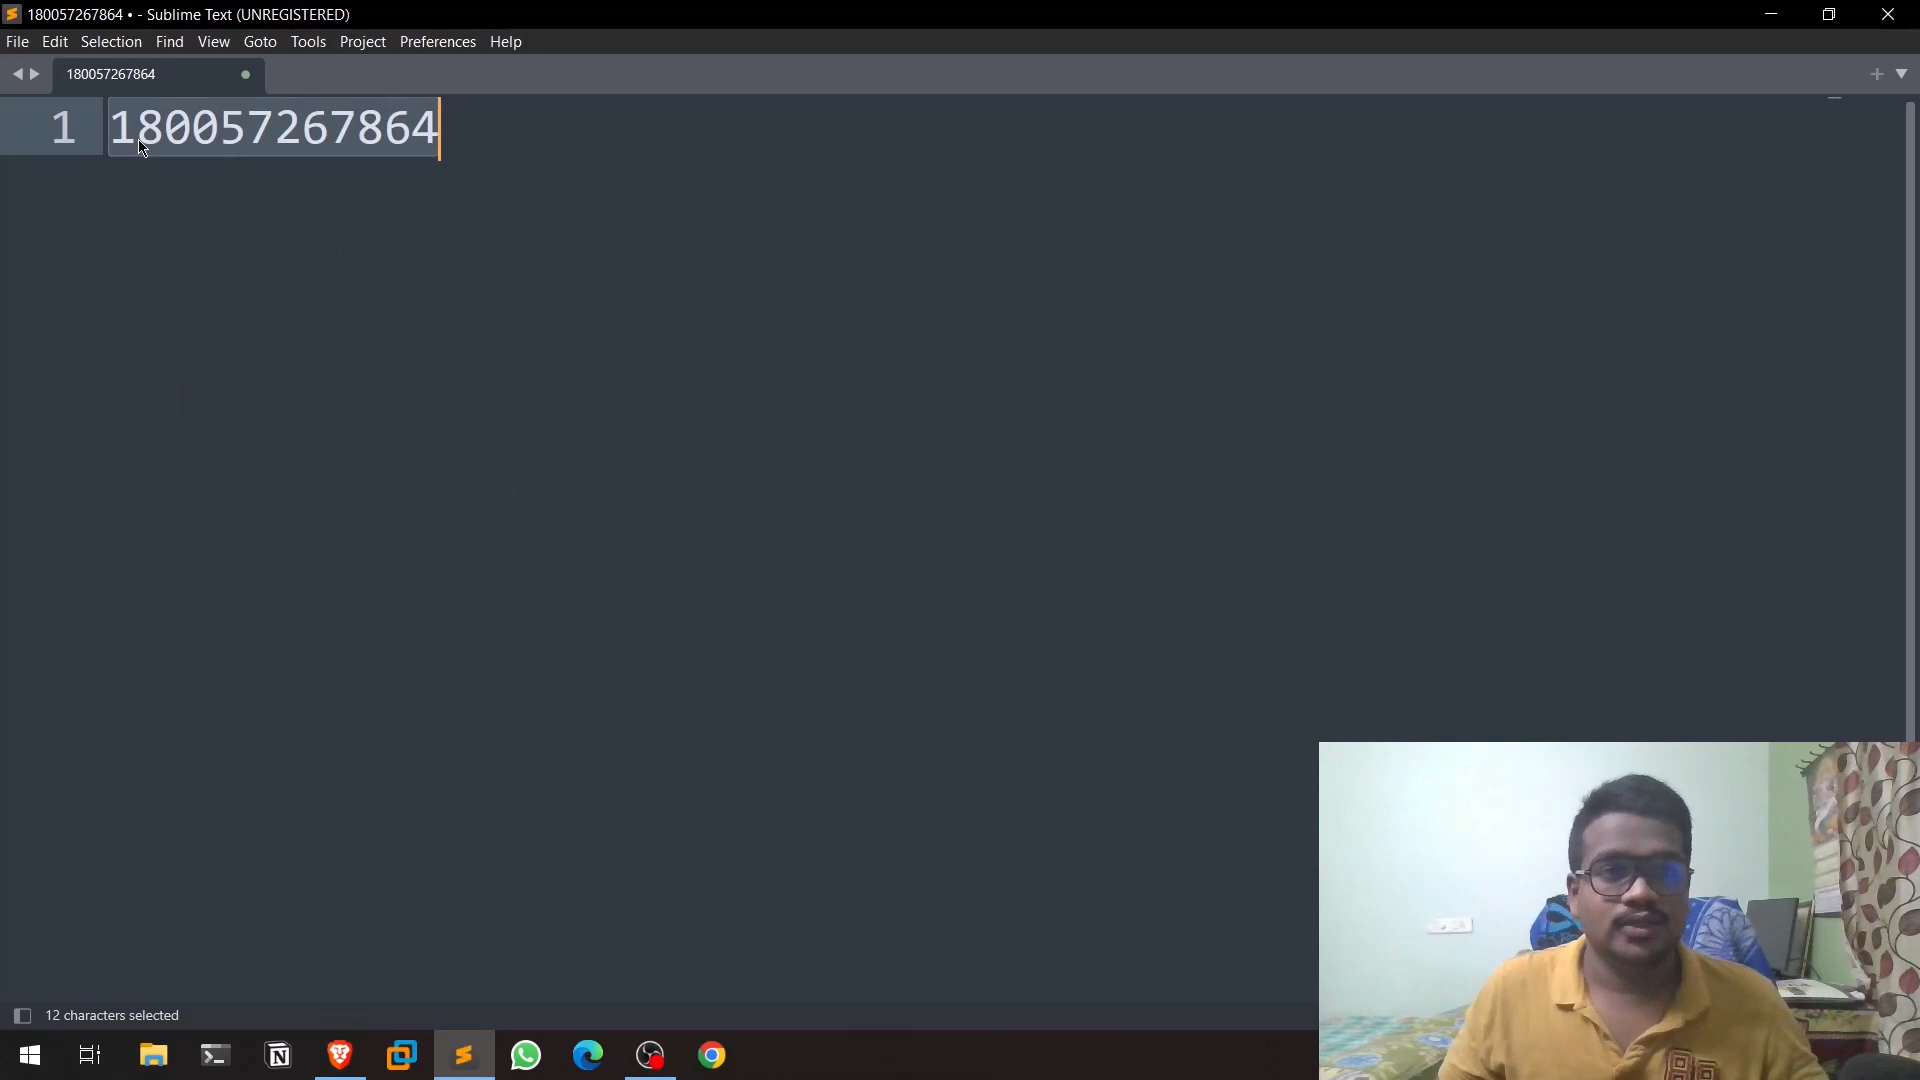 180057267864 • - Sublime Text (UNREGISTERED)
File Edit Selection Find View Goto Tools Project Preferences Help
180057267864
1 180057267864
12 characters selected